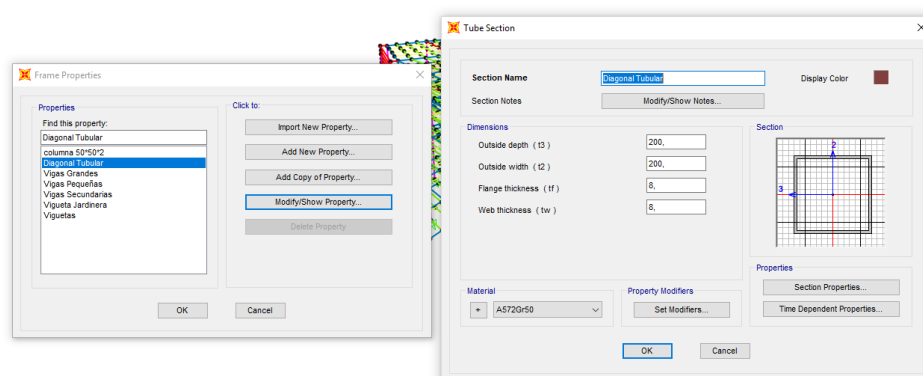 Frame Properties
Properties
Find this property:
Diagonal Tubular
columna 50*50*2
Diagonal Tubular
Vigas Grandes
Vigas Pequeñas
Vigas Secundarias
Vigueta Jardinera
Viguetas
Click to:
Import New Property...
Add New Property...
Add Copy of Property...
Modify/Show Property...
Delete Property
OK
Cancel
Tube Section
Section Name
Diagonal Tubular
Display Color
Section Notes
Modify/Show Notes...
Dimensions
Outside depth ( t3 )
200,
Outside width ( t2 )
200,
Flange thickness ( tf )
8,
Web thickness ( tw )
8,
Section
2
3
Properties
Section Properties...
Time Dependent Properties...
Material
+
A572Gr50
Property Modifiers
Set Modifiers...
OK
Cancel